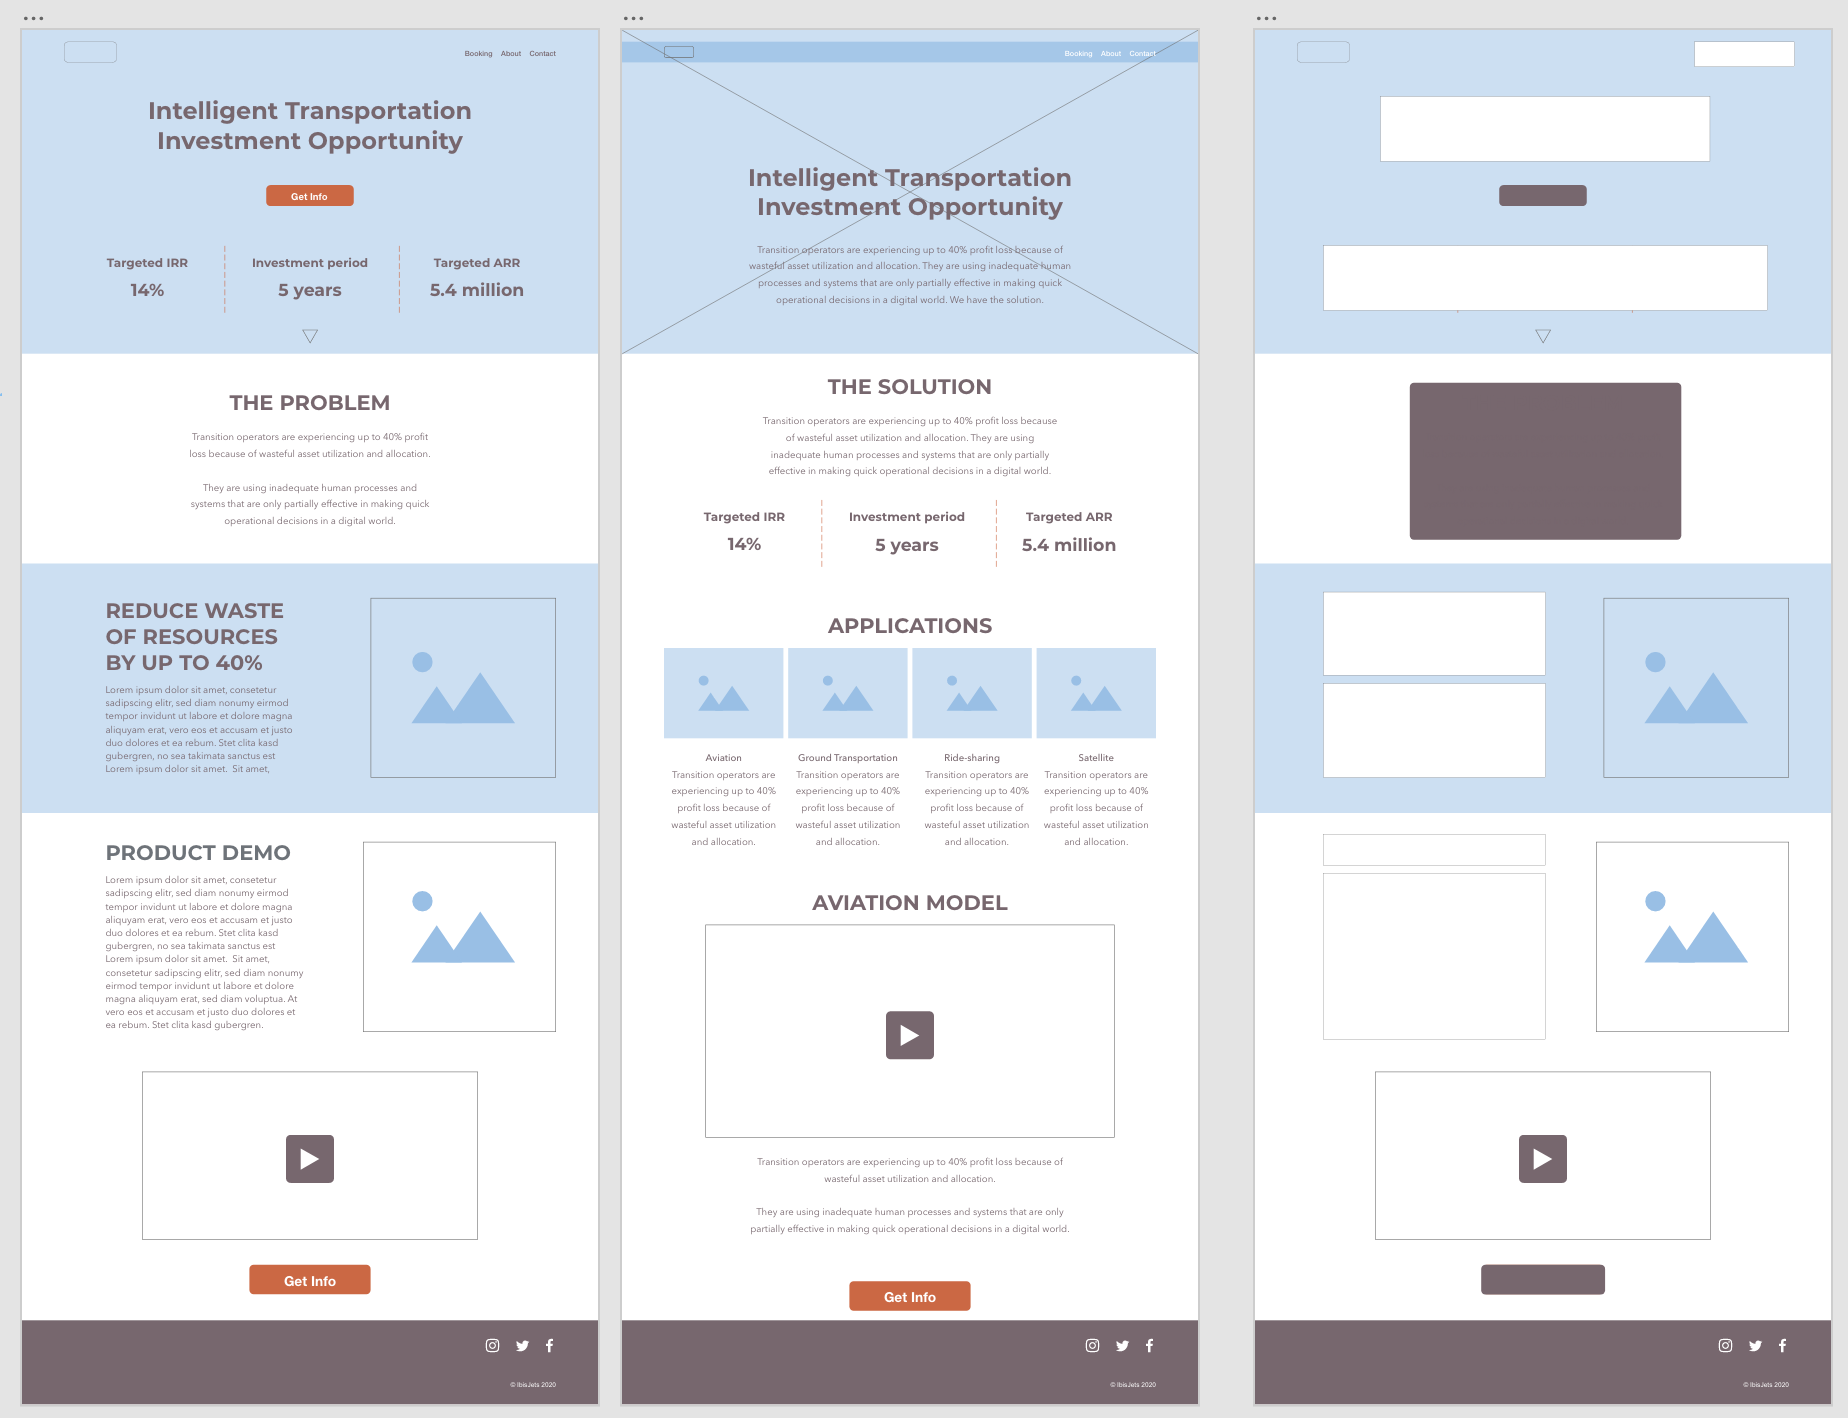 Booking About Contact
Intelligent Transportation
Investment Opportunity
Get Info
Targeted IRR
14%
Investment period
5 years
Targeted ARR
5.4 million
THE PROBLEM
Transition operators are experiencing up to 40% profit
loss because of wasteful asset utilization and allocation.
They are using inadequate human processes and
systems that are only partially effective in making quick
operational decisions in a digital world.
REDUCE WASTE
OF RESOURCES
BY UP TO 40%
Lorem ipsum dolor sit amet, consetetur
sadipscing elitr, sed diam nonumy eirmod
tempor invidunt ut labore et dolore magna
aliquyam erat, vero eos et accusam et justo
duo dolores et ea rebum. Stet clita kasd
gubergren, no sea takimata sanctus est
Lorem ipsum dolor sit amet.  Sit amet,
PRODUCT DEMO
Lorem ipsum dolor sit amet, consetetur
sadipscing elitr, sed diam nonumy eirmod
tempor invidunt ut labore et dolore magna
aliquyam erat, vero eos et accusam et justo
duo dolores et ea rebum. Stet clita kasd
gubergren, no sea takimata sanctus est
Lorem ipsum dolor sit amet.  Sit amet,
consetetur sadipscing elitr, sed diam nonumy
eirmod tempor invidunt ut labore et dolore
magna aliquyam erat, sed diam voluptua. At
vero eos et accusam et justo duo dolores et
ea rebum. Stet clita kasd gubergren.
Get Info
© IbisJets 2020
Booking About Contact
Intelligent Transportation
Investment Opportunity
Transition operators are experiencing up to 40% profit loss because of
wasteful asset utilization and allocation. They are using inadequate human
processes and systems that are only partially effective in making quick
operational decisions in a digital world. We have the solution.
THE SOLUTION
Transition operators are experiencing up to 40% profit loss because
of wasteful asset utilization and allocation. They are using
inadequate human processes and systems that are only partially
effective in making quick operational decisions in a digital world.
Targeted IRR
14%
Investment period
5 years
Targeted ARR
5.4 million
APPLICATIONS
Aviation
Transition operators are
experiencing up to 40%
profit loss because of
wasteful asset utilization
and allocation.
Ground Transportation
Transition operators are
experiencing up to 40%
profit loss because of
wasteful asset utilization
and allocation.
Ride-sharing
Transition operators are
experiencing up to 40%
profit loss because of
wasteful asset utilization
and allocation.
Satellite
Transition operators are
experiencing up to 40%
profit loss because of
wasteful asset utilization
and allocation.
AVIATION MODEL
Transition operators are experiencing up to 40% profit loss because of
wasteful asset utilization and allocation.
They are using inadequate human processes and systems that are only
partially effective in making quick operational decisions in a digital world.
Get Info
© IbisJets 2020
© IbisJets 2020